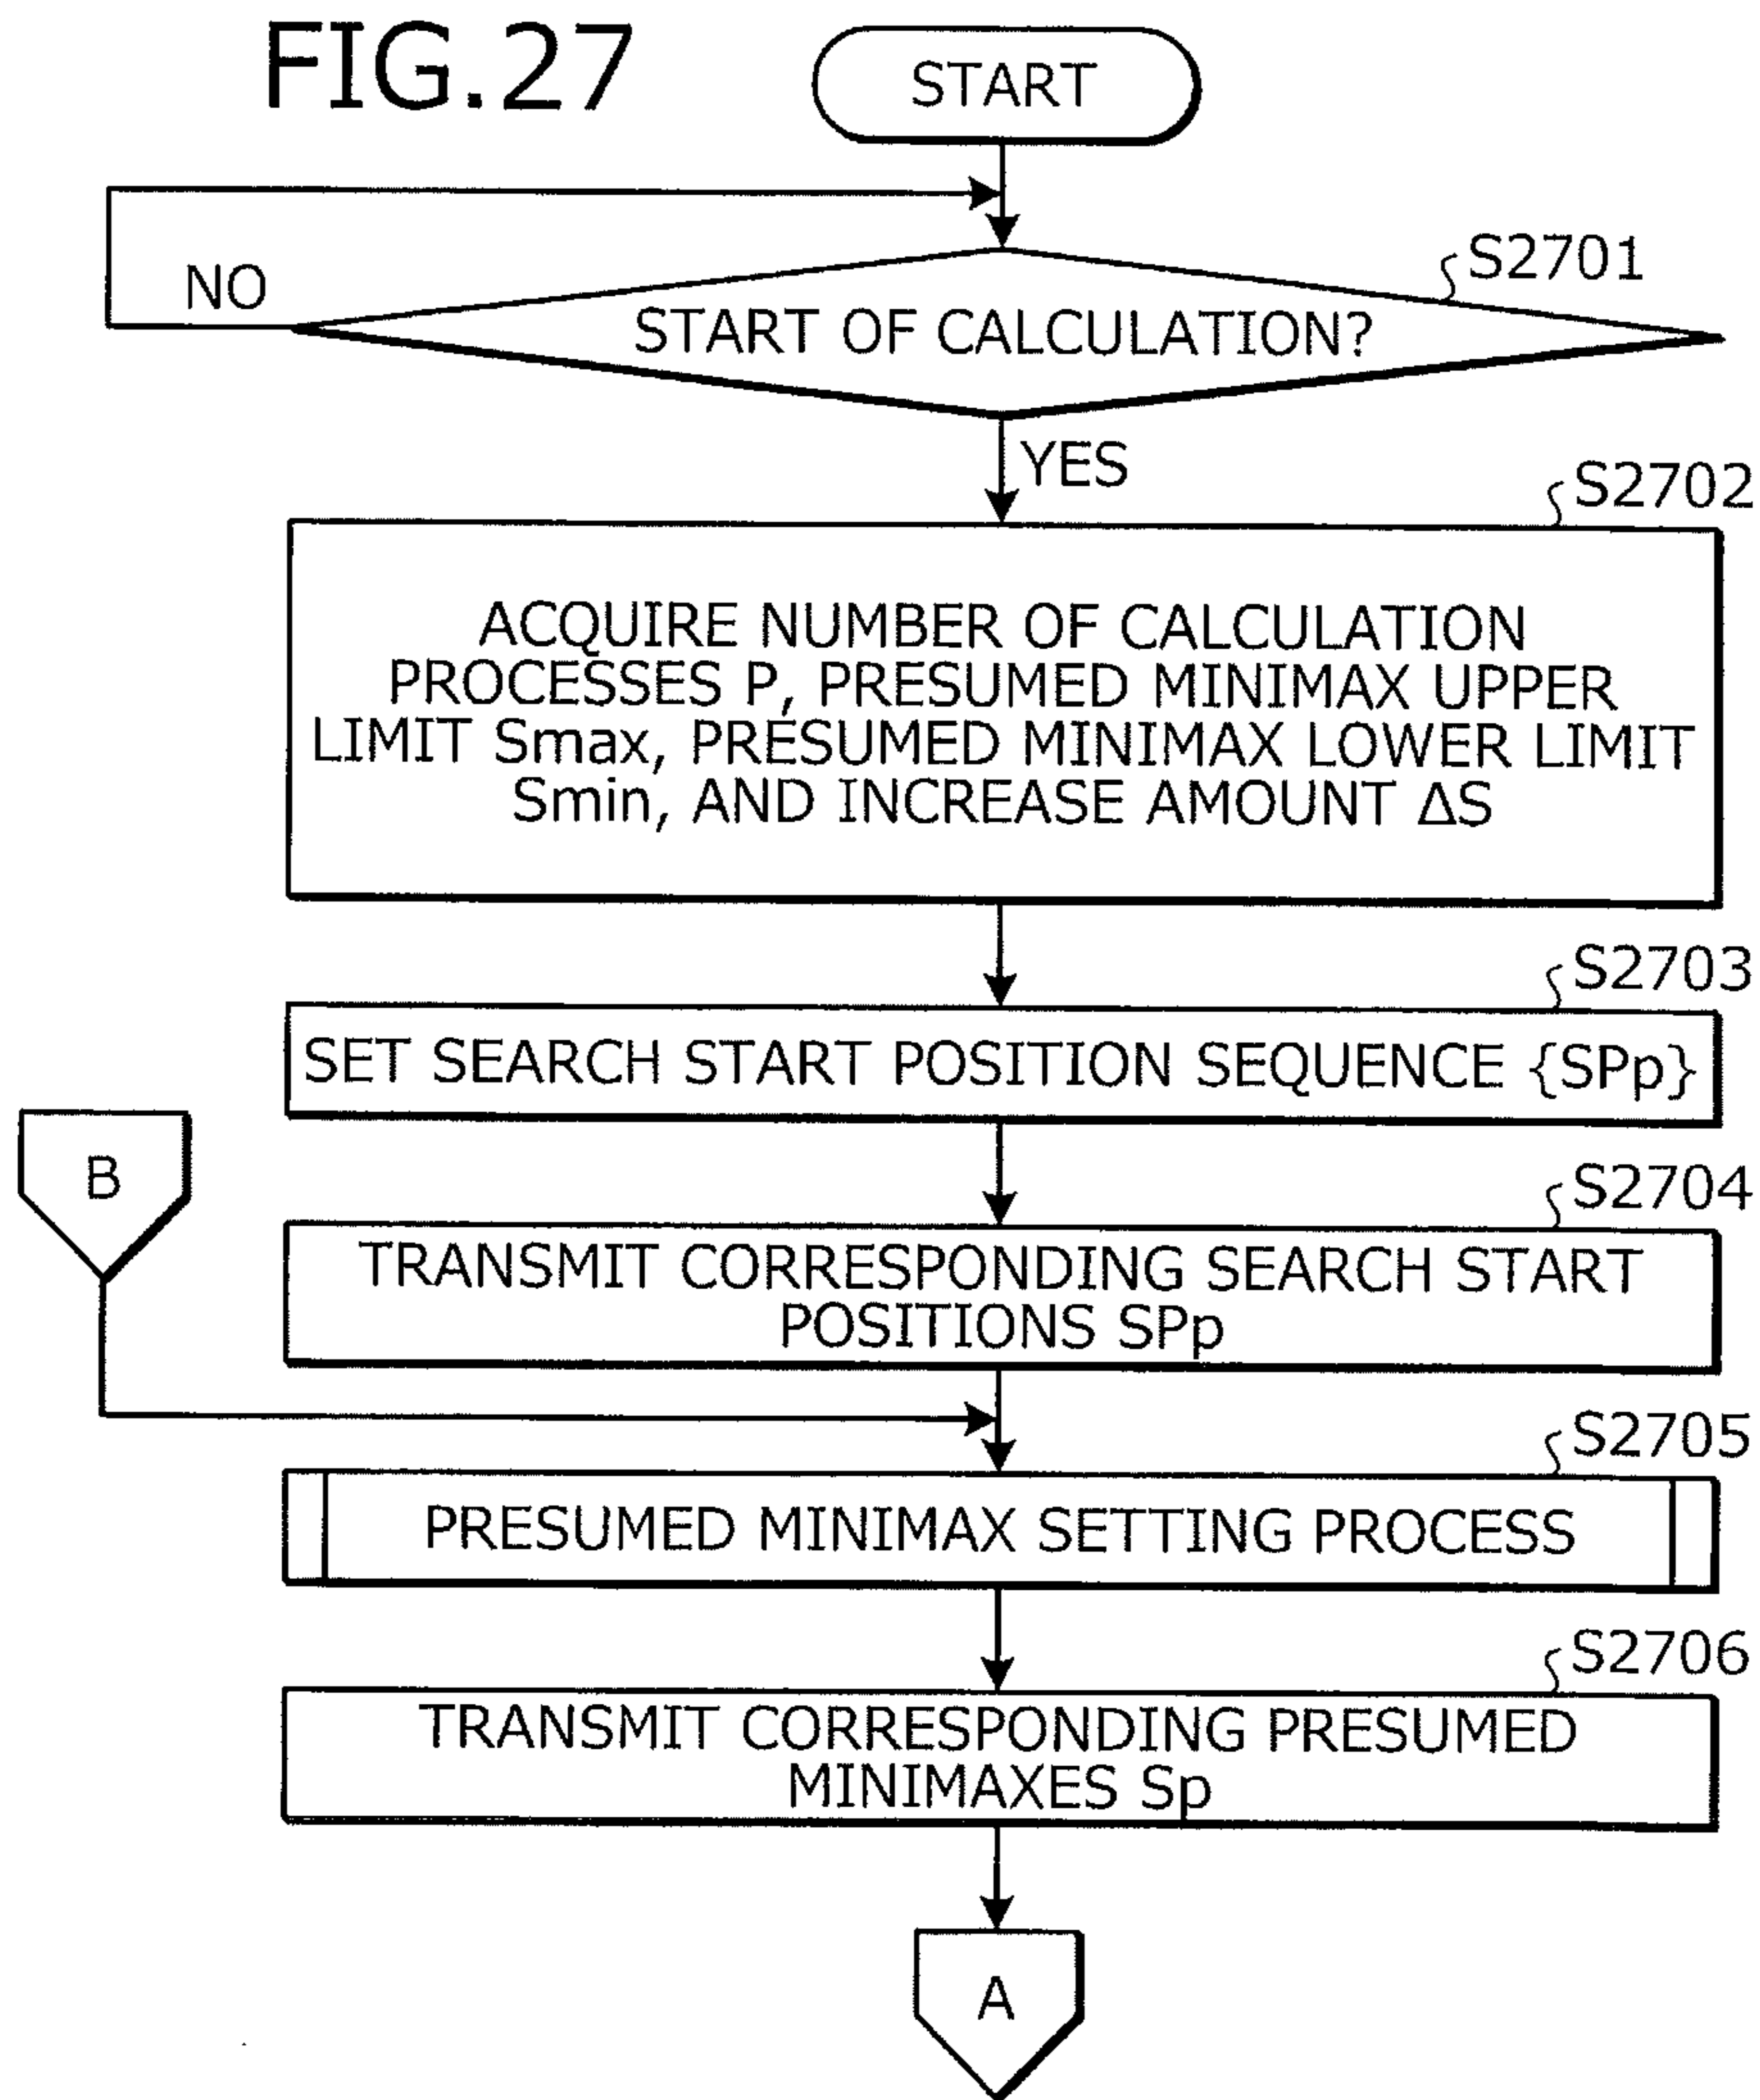 FIG.27
START
NO
S2701
START OF CALCULATION?
YES
S2702
ACQUIRE NUMBER OF CALCULATION
PROCESSES P, PRESUMED MINIMAX UPPER
LIMIT Smax, PRESUMED MINIMAX LOWER LIMIT
Smin, AND INCREASE AMOUNT ΔS
S2703
SET SEARCH START POSITION SEQUENCE {SPp}
B
S2704
TRANSMIT CORRESPONDING SEARCH START
POSITIONS SPp
S2705
PRESUMED MINIMAX SETTING PROCESS
S2706
TRANSMIT CORRESPONDING PRESUMED
MINIMAXES Sp
A